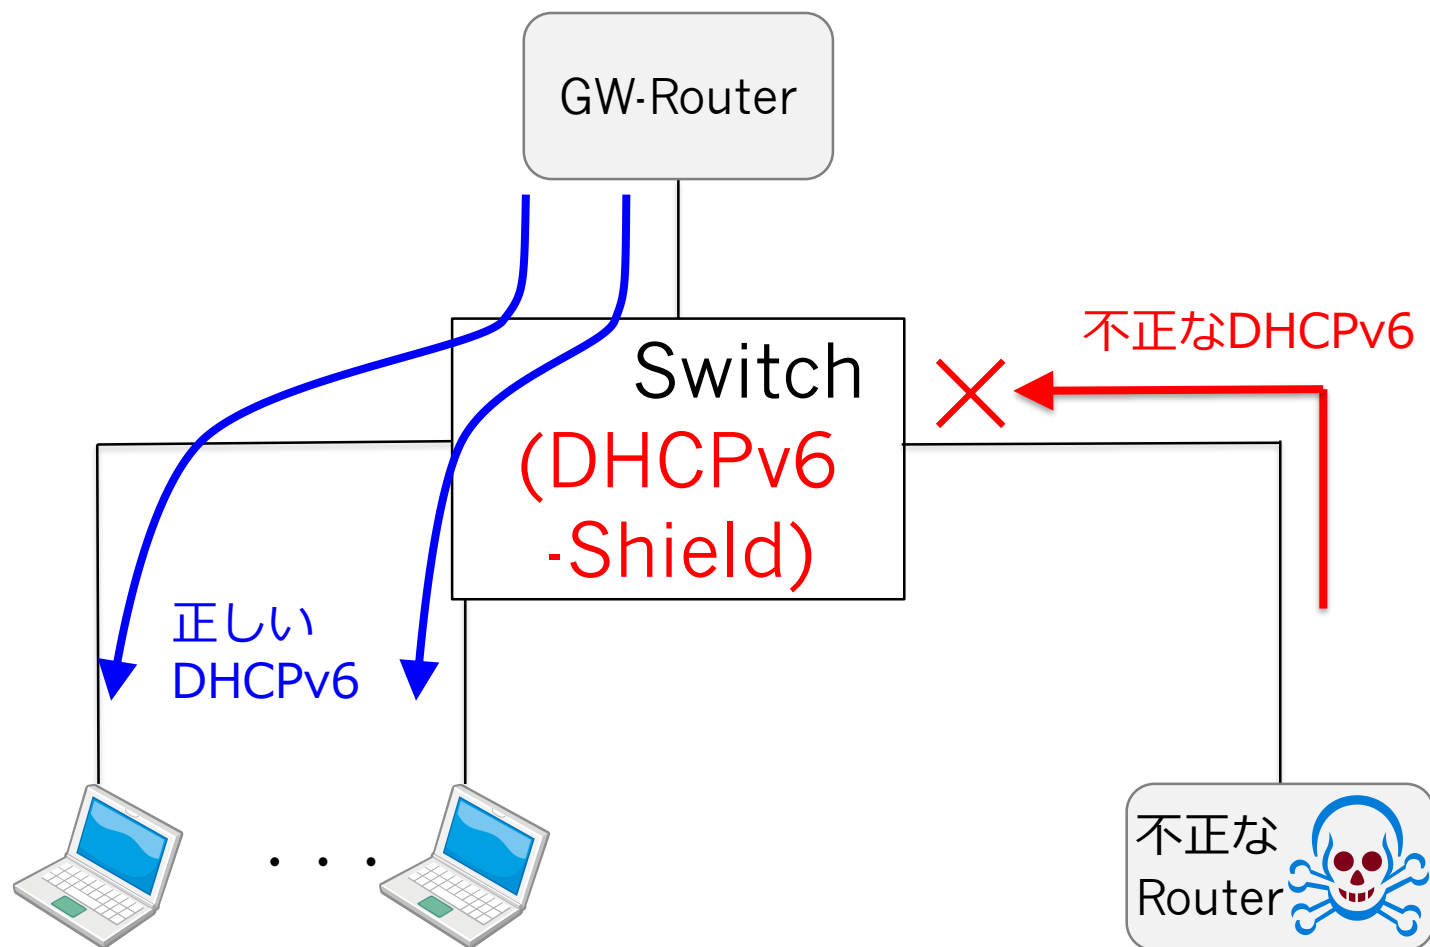 GW-Router
不正なDHCPv6
Switch
(DHCPv6
-Shield)
正しい
DHCPv6
・・・
不正な
Router